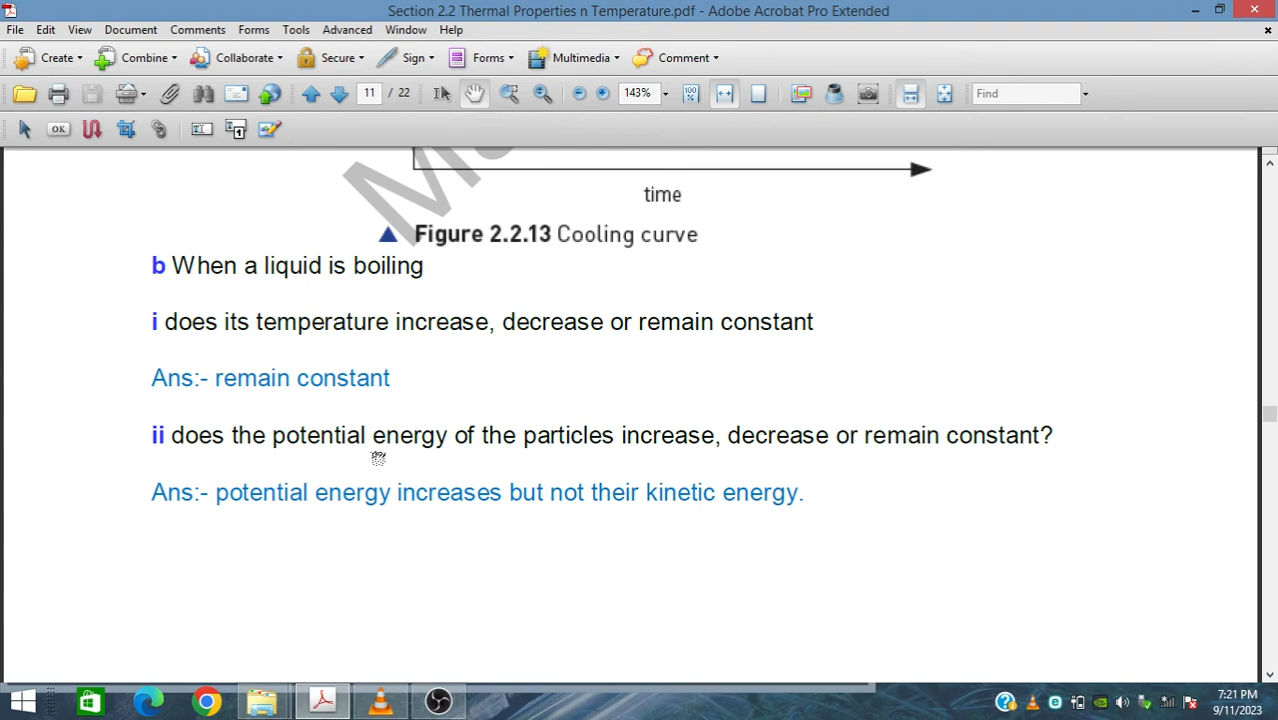 Section 2.2 Thermal Properties n Temperature.pdf - Adobe Acrobat Pro Extended
File Edit View Document Comments Forms Tools Advanced Window Help
Create Combine Collaborate Secure Sign Forms Multimedia Comment
11 / 22 143% Find
OK
time
Figure 2.2.13 Cooling curve
b When a liquid is boiling
i does its temperature increase, decrease or remain constant
Ans:- remain constant
ii does the potential energy of the particles increase, decrease or remain constant?
Ans:- potential energy increases but not their kinetic energy.
7:21 PM
9/11/2023